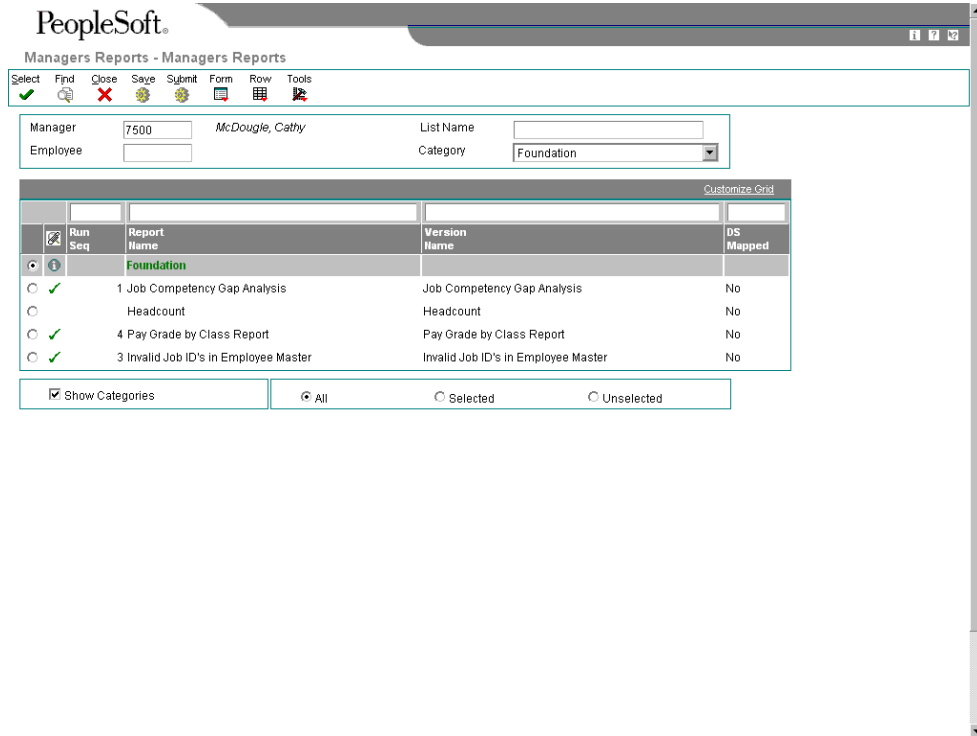 PeopleSoft®
Managers Reports - Managers Reports
Select Find Close Save Submit Form Row Tools
Manager 7500 McDougle, Cathy List Name
Employee Category Foundation
Customize Grid
Run Seq Report Name Version Name DS Mapped
Foundation
1 Job Competency Gap Analysis Job Competency Gap Analysis No
Headcount Headcount No
4 Pay Grade by Class Report Pay Grade by Class Report No
3 Invalid Job ID's in Employee Master Invalid Job ID's in Employee Master No
Show Categories All Selected Unselected